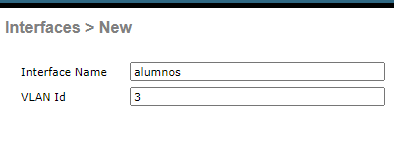 Interfaces > New
Interface Name alumnos
VLAN Id 3